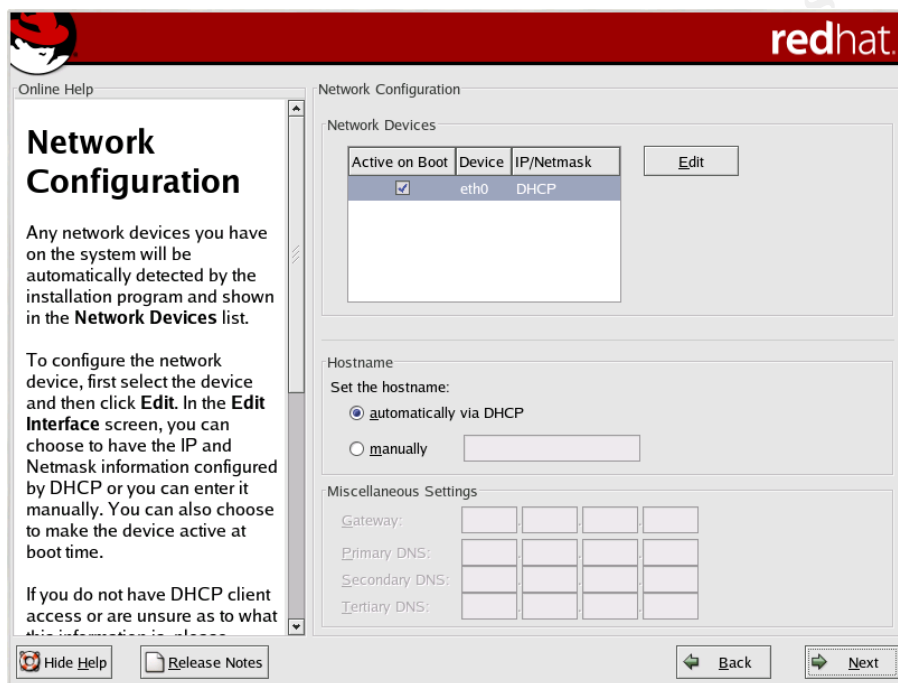 redhat.
Online Help
Network
Configuration
Any network devices you have
on the system will be
automatically detected by the
installation program and shown
in the Network Devices list.
To configure the network
device, first select the device
and then click Edit. In the Edit
Interface screen, you can
choose to have the IP and
Netmask information configured
by DHCP or you can enter it
manually. You can also choose
to make the device active at
boot time.
If you do not have DHCP client
access or are unsure as to what
this information is, please
Network Configuration
Network Devices
Active on Boot Device IP/Netmask
eth0 DHCP
Edit
Hostname
Set the hostname:
automatically via DHCP
manually
Miscellaneous Settings
Gateway:
Primary DNS:
Secondary DNS:
Tertiary DNS:
Hide Help
Release Notes
Back
Next